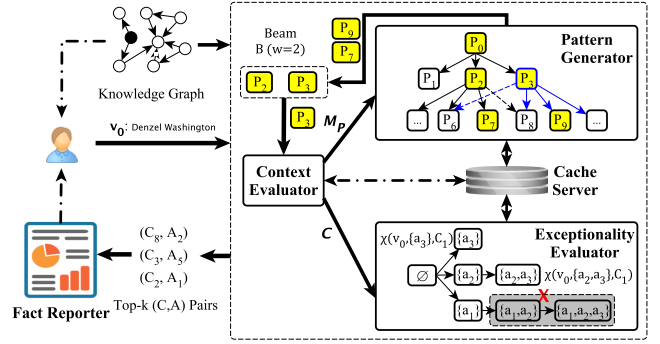 Knowledge Graph
v₀: Denzel Washington
Fact Reporter
(C₈, A₂)
(C₃, A₅)
(C₂, A₁)
Top-k (C,A) Pairs
Beam
B (w=2)
P₂ P₃
P₉
P₇
P₃
Mₚ
Context
Evaluator
C
Pattern
Generator
P₀
P₁ P₂ P₃
... P₆ P₇ P₈ P₉ ...
Cache
Server
Exceptionality
Evaluator
χ(v₀,{a₃},C₁) {a₃}
∅ {a₂} {a₂,a₃} χ(v₀,{a₂,a₃},C₁)
X
{a₁} {a₁,a₂} {a₁,a₂,a₃}